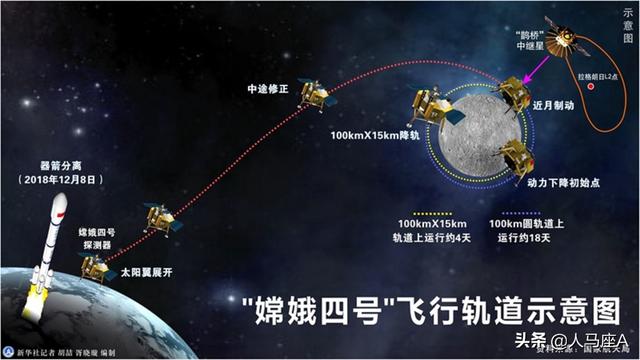 示意图
"鹊桥"
中继星
拉格朗日L2点
中途修正
近月制动
100kmX15km降轨
动力下降初始点
器箭分离
(2018年12月8日)
100kmX15km
轨道上运行约4天
100km圆轨道上
运行约18天
嫦娥四号
探测器
太阳翼展开
"嫦娥四号"飞行轨道示意图
新华社记者 胡喆 胥晓璇 编制
资料来源:国家航天局
头条@人马座A